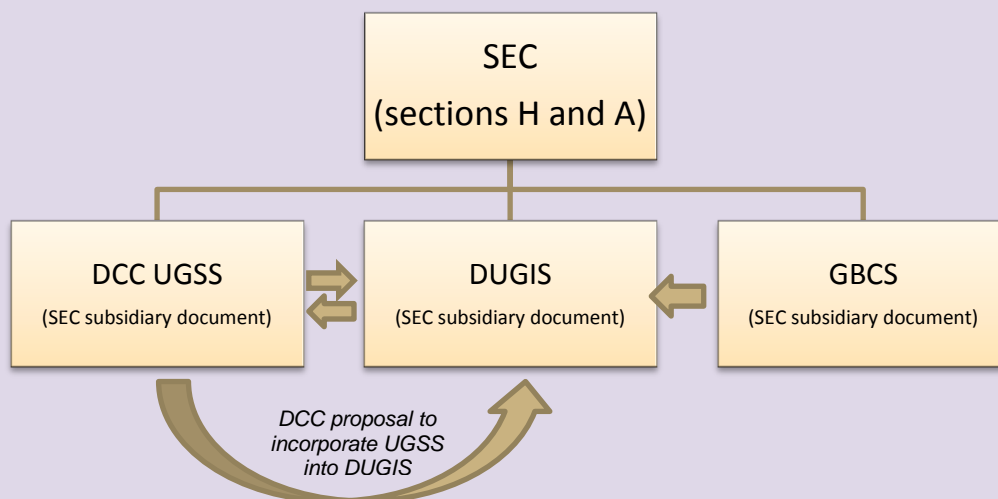 SEC
(sections H and A)
DCC UGSS
(SEC subsidiary document)
DUGIS
(SEC subsidiary document)
GBCS
(SEC subsidiary document)
DCC proposal to
incorporate UGSS
into DUGIS